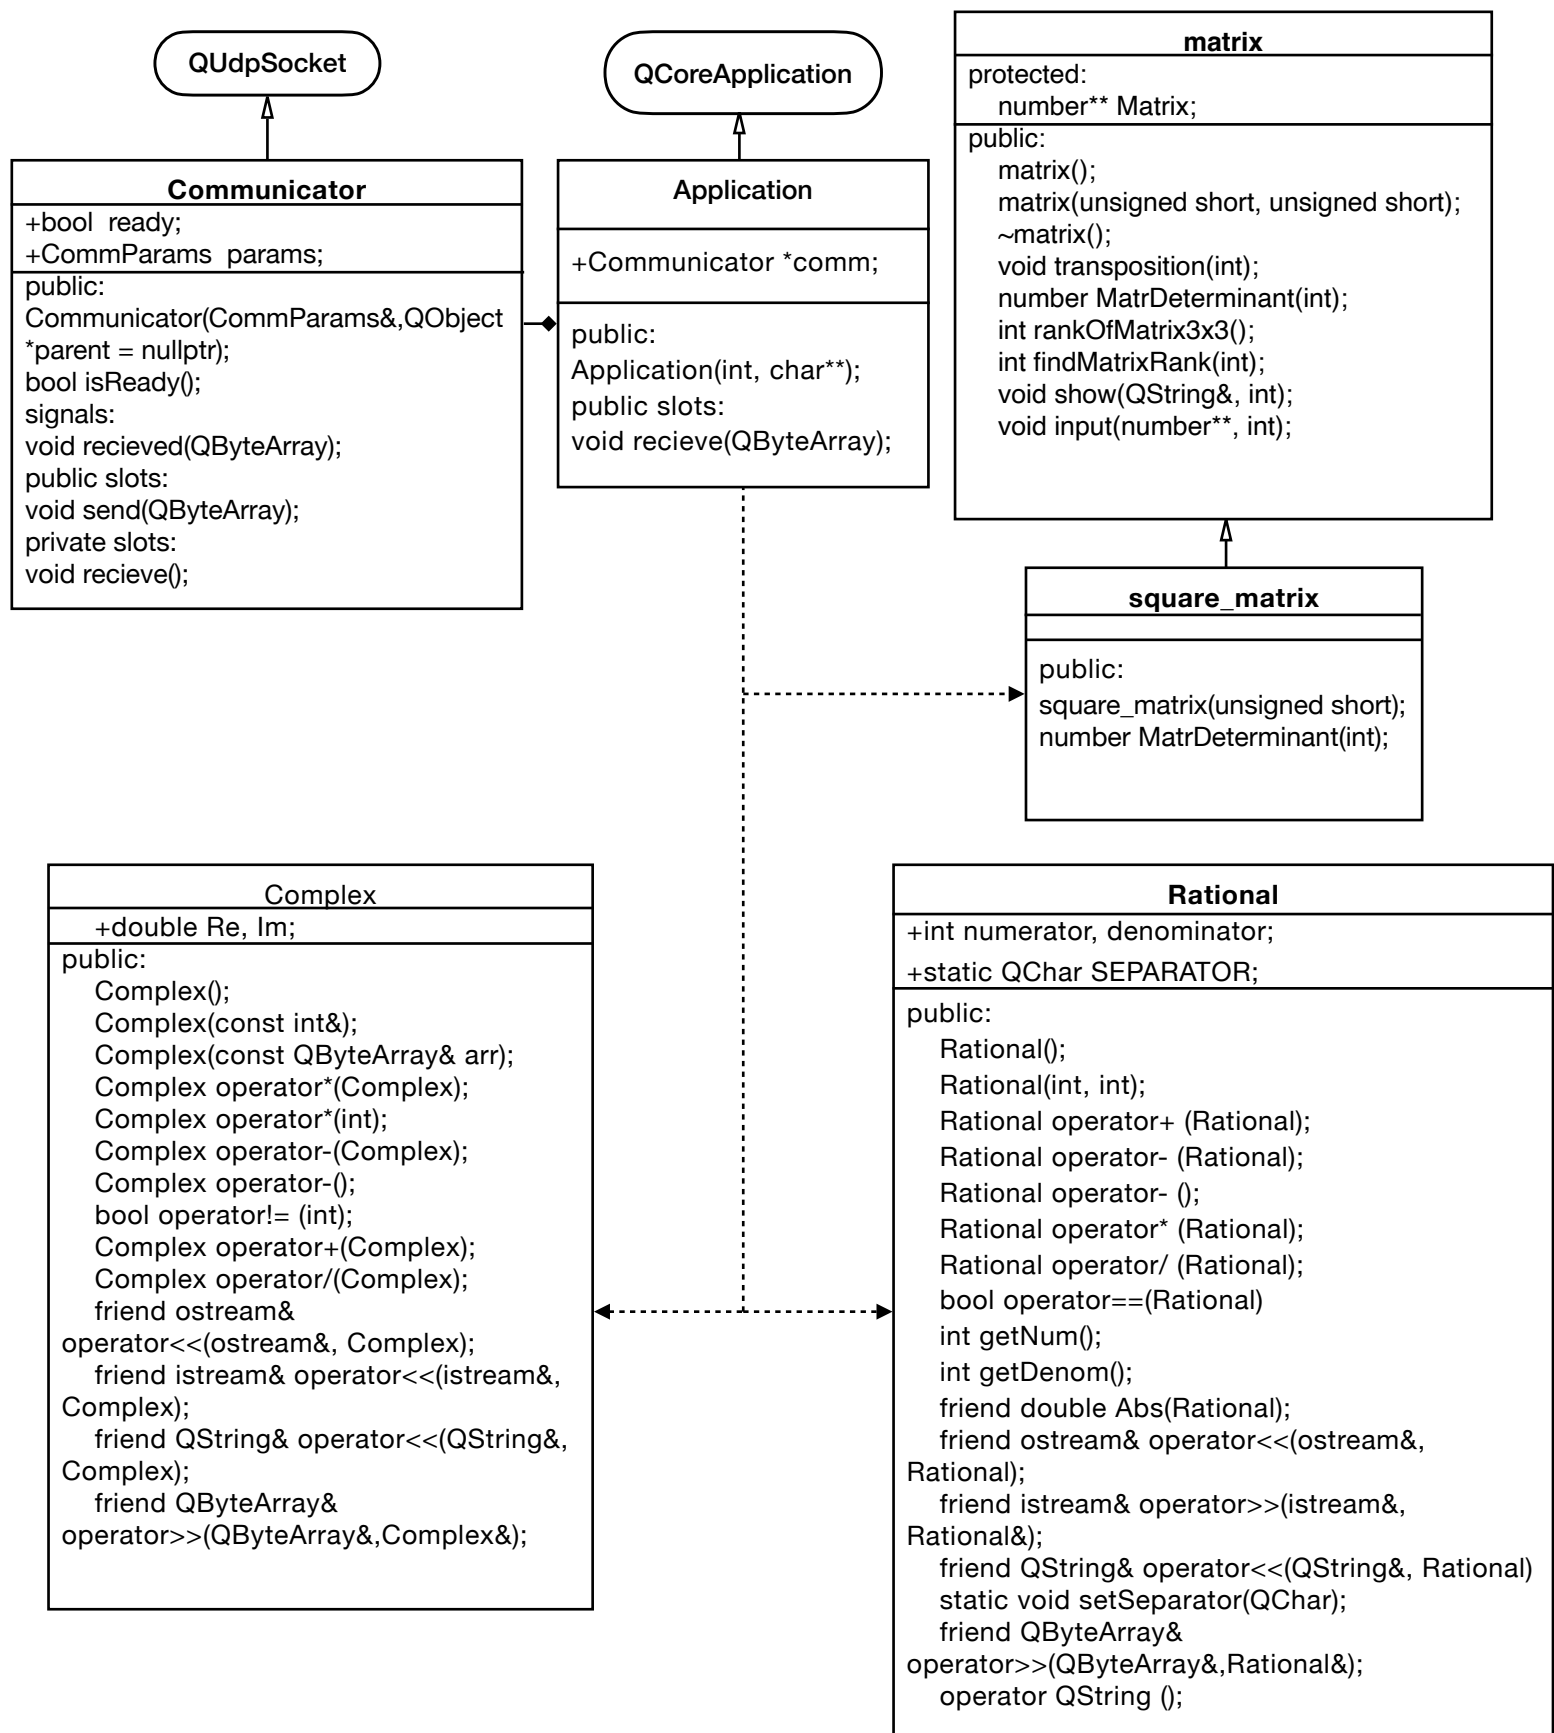 QUdpSocket
QCoreApplication
matrix
protected:
number** Matrix;
public:
matrix();
matrix(unsigned short, unsigned short);
~matrix();
void transposition(int);
number MatrDeterminant(int);
int rankOfMatrix3x3();
int findMatrixRank(int);
void show(QString&, int);
void input(number**, int);
Communicator
+bool ready;
+CommParams params;
public:
Communicator(CommParams&,QObject
*parent = nullptr);
bool isReady();
signals:
void recieved(QByteArray);
public slots:
void send(QByteArray);
private slots:
void recieve();
Application
+Communicator *comm;
public:
Application(int, char**);
public slots:
void recieve(QByteArray);
square_matrix
public:
square_matrix(unsigned short);
number MatrDeterminant(int);
Complex
+double Re, Im;
public:
Complex();
Complex(const int&);
Complex(const QByteArray& arr);
Complex operator*(Complex);
Complex operator*(int);
Complex operator-(Complex);
Complex operator-();
bool operator!= (int);
Complex operator+(Complex);
Complex operator/(Complex);
friend ostream&
operator<<(ostream&, Complex);
friend istream& operator<<(istream&,
Complex);
friend QString& operator<<(QString&,
Complex);
friend QByteArray&
operator>>(QByteArray&,Complex&);
Rational
+int numerator, denominator;
+static QChar SEPARATOR;
public:
Rational();
Rational(int, int);
Rational operator+ (Rational);
Rational operator- (Rational);
Rational operator- ();
Rational operator* (Rational);
Rational operator/ (Rational);
bool operator==(Rational)
int getNum();
int getDenom();
friend double Abs(Rational);
friend ostream& operator<<(ostream&,
Rational);
friend istream& operator>>(istream&,
Rational&);
friend QString& operator<<(QString&, Rational)
static void setSeparator(QChar);
friend QByteArray&
operator>>(QByteArray&,Rational&);
operator QString ();